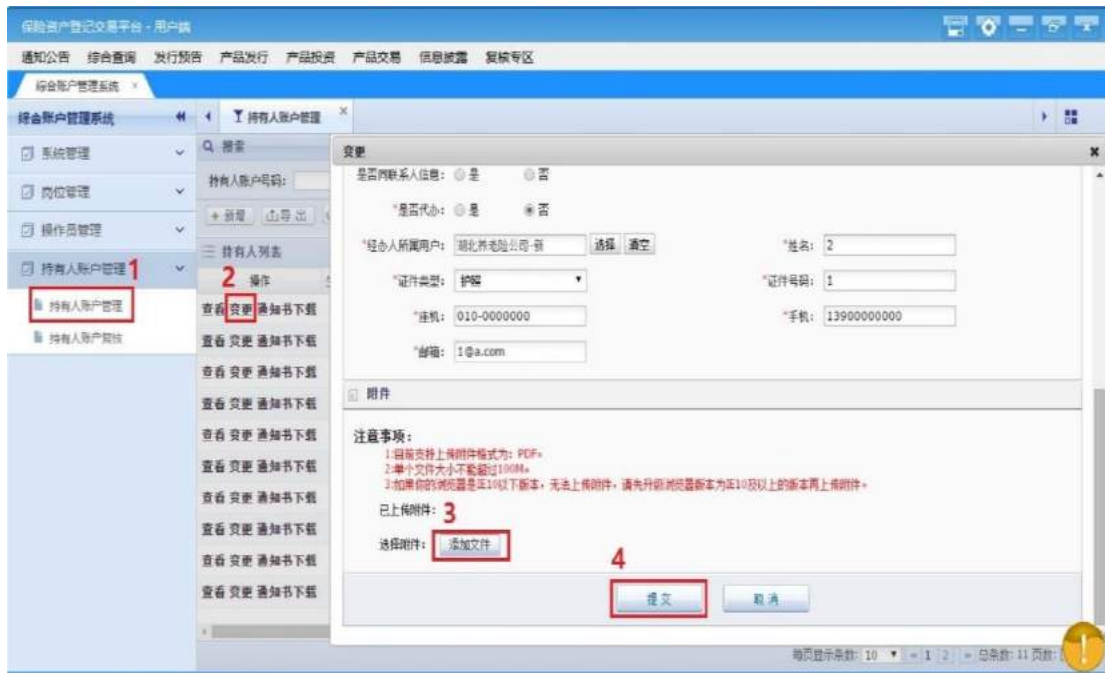 保险资产登记交易平台 - 用户端
通知公告 综合查询 发行预告 产品发行 产品投资 产品交易 信息披露 复核专区
综合账户管理系统 ×
综合账户管理系统
持有人账户管理 ×
系统管理
岗位管理
操作员管理
持有人账户管理 1
持有人账户管理
持有人账户复核
搜索
持有人账户号码:
+ 新增 导出
持有人列表
2 操作
查看 变更 通知书下载
查看 变更 通知书下载
查看 变更 通知书下载
查看 变更 通知书下载
查看 变更 通知书下载
查看 变更 通知书下载
查看 变更 通知书下载
查看 变更 通知书下载
查看 变更 通知书下载
查看 变更 通知书下载
变更
是否同联系人信息: 是 否
*是否代办: 是 否
*经办人所属用户: 湖北养老险公司- 选择 清空 *姓名: 2
*证件类型: 护照 *证件号码: 1
*座机: 010-0000000 *手机: 13900000000
*邮箱: 1@a.com
附件
注意事项:
1:目前支持上传附件格式为: PDF。
2:单个文件大小不能超过100M。
3:如果你的浏览器是IE10以下版本,无法上传附件,请先升级浏览器版本为IE10及以上的版本再上传附件。
已上传附件: 3
选择附件: 添加文件
4
提交 取消
每页显示条数: 10 « 1 2 » 总条数: 11 页数: